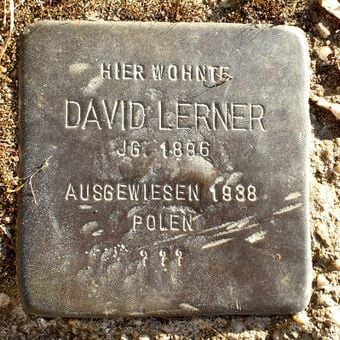 HIER WOHNTE
DAVID LERNER
JG. 1896
AUSGEWIESEN 1938
POLEN
? ? ?